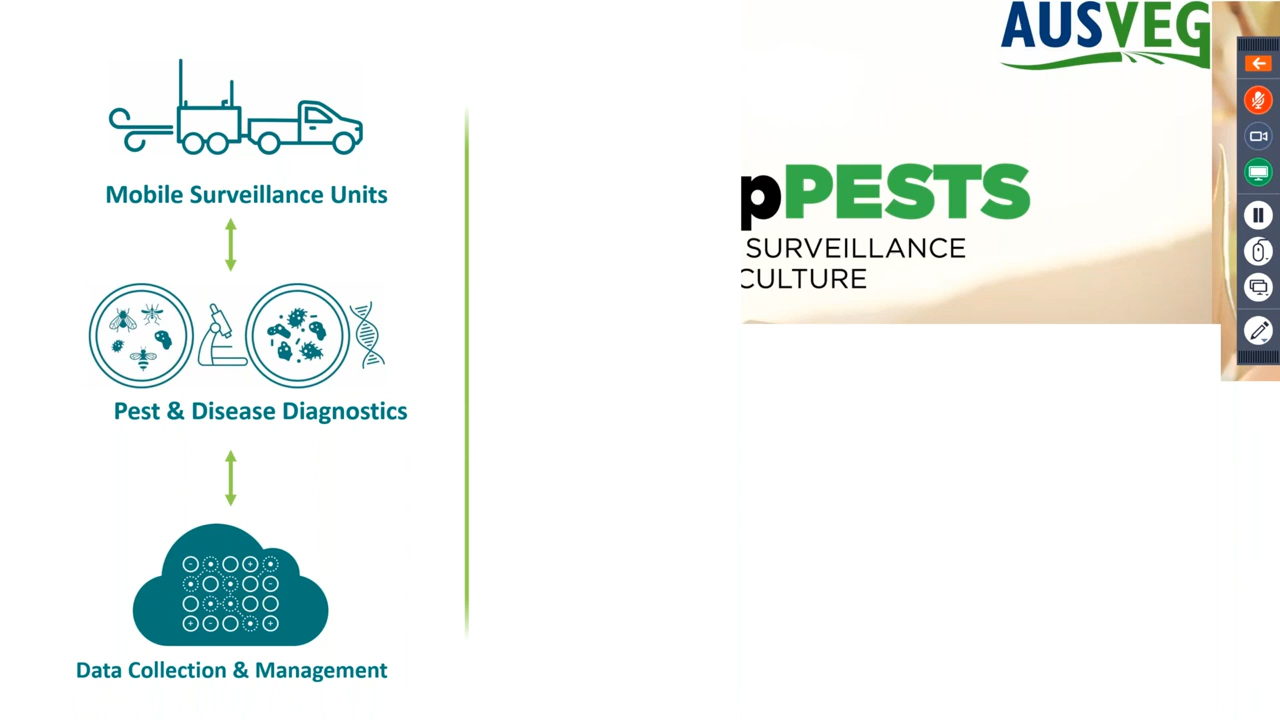 Mobile Surveillance Units
Pest & Disease Diagnostics
Data Collection & Management
AUSVEG
pPESTS
SURVEILLANCE
CULTURE